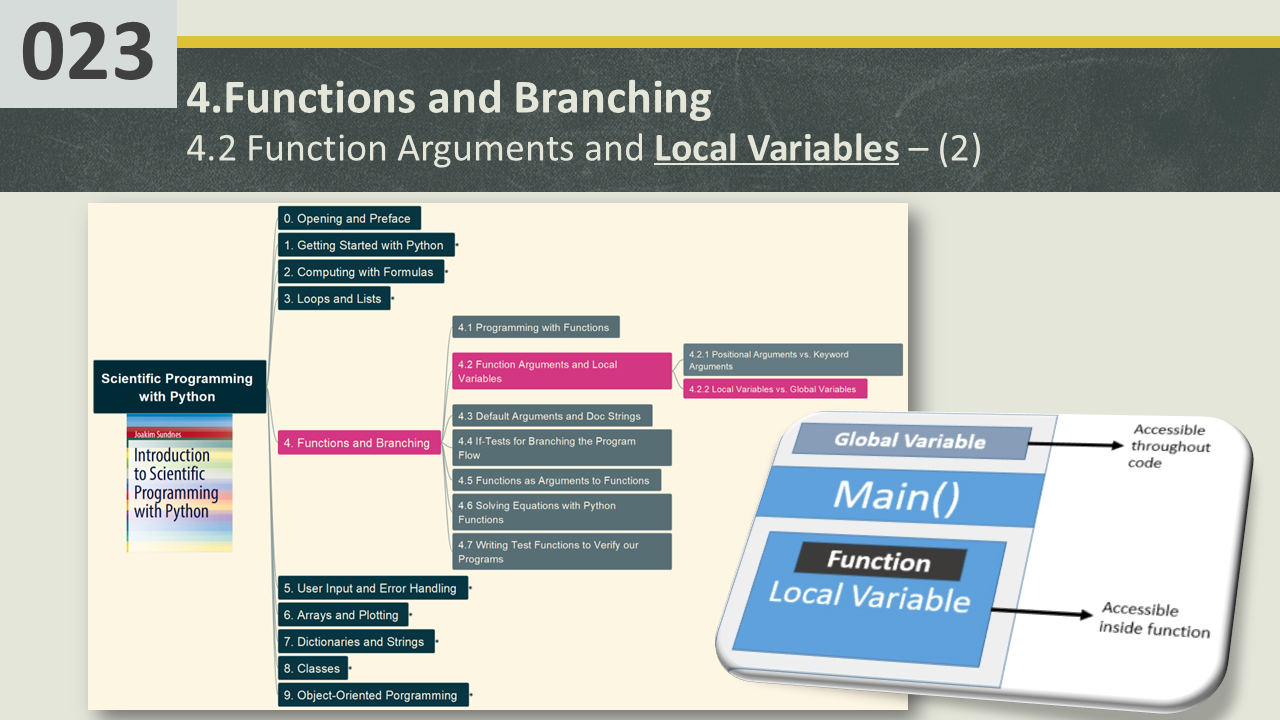 023
4.Functions and Branching
4.2 Function Arguments and Local Variables – (2)
0. Opening and Preface
1. Getting Started with Python
2. Computing with Formulas
3. Loops and Lists
4.1 Programming with Functions
4.2 Function Arguments and Local
Variables
4.2.1 Positional Arguments vs. Keyword
Arguments
4.2.2 Local Variables vs. Global Variables
Scientific Programming
with Python
Joakim Sundnes
Introduction
to Scientific
Programming
with Python
4. Functions and Branching
4.3 Default Arguments and Doc Strings
4.4 If-Tests for Branching the Program
Flow
4.5 Functions as Arguments to Functions
4.6 Solving Equations with Python
Functions
4.7 Writing Test Functions to Verify our
Programs
5. User Input and Error Handling
6. Arrays and Plotting
7. Dictionaries and Strings
8. Classes
9. Object-Oriented Porgramming
Global Variable
Accessible
throughout
code
Main()
Function
Local Variable
Accessible
inside function